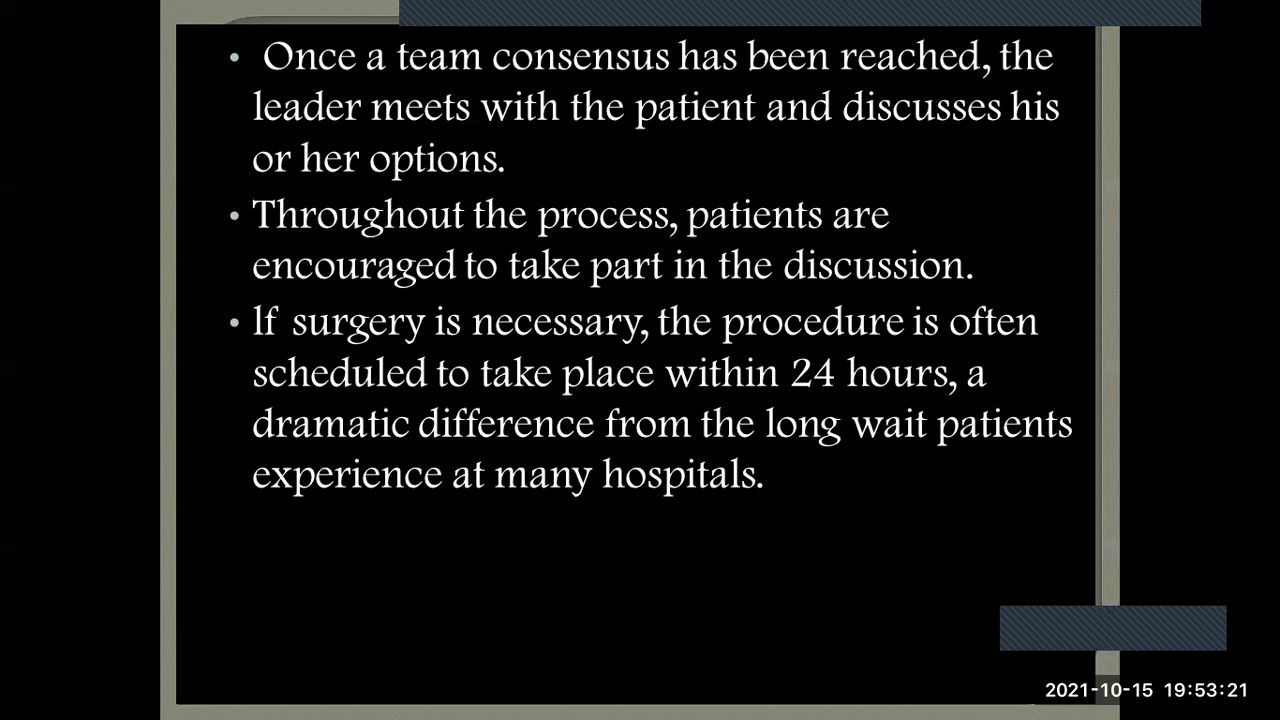 • Once a team consensus has been reached, the
leader meets with the patient and discusses his
or her options.
• Throughout the process, patients are
encouraged to take part in the discussion.
• If surgery is necessary, the procedure is often
scheduled to take place within 24 hours, a
dramatic difference from the long wait patients
experience at many hospitals.
2021-10-15 19:53:21